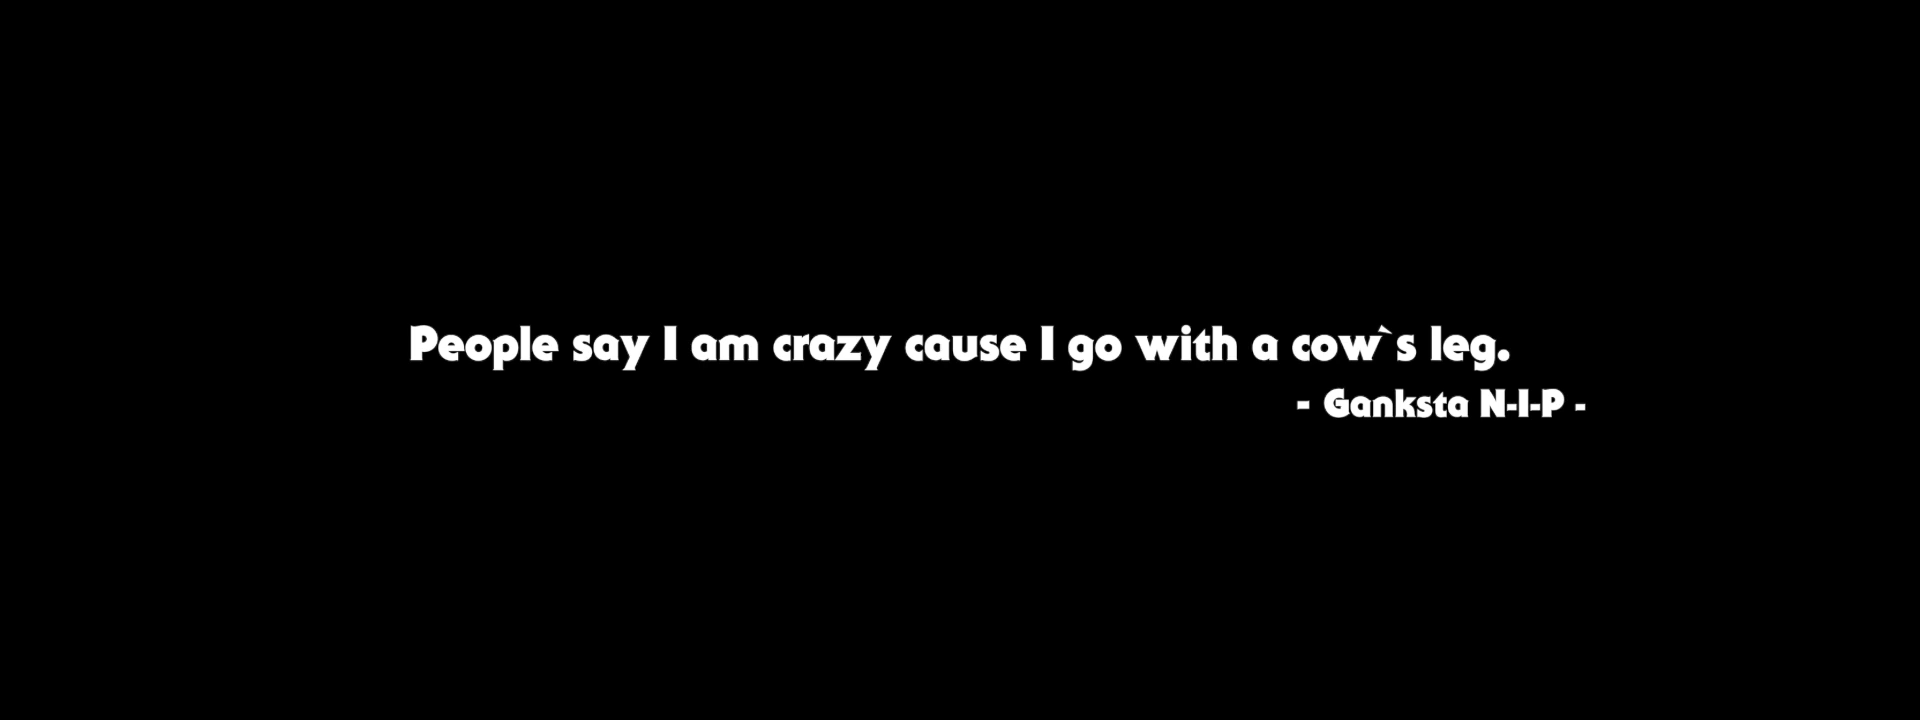 People say I am crazy cause I go with a cow`s leg.
- Ganksta N-I-P -